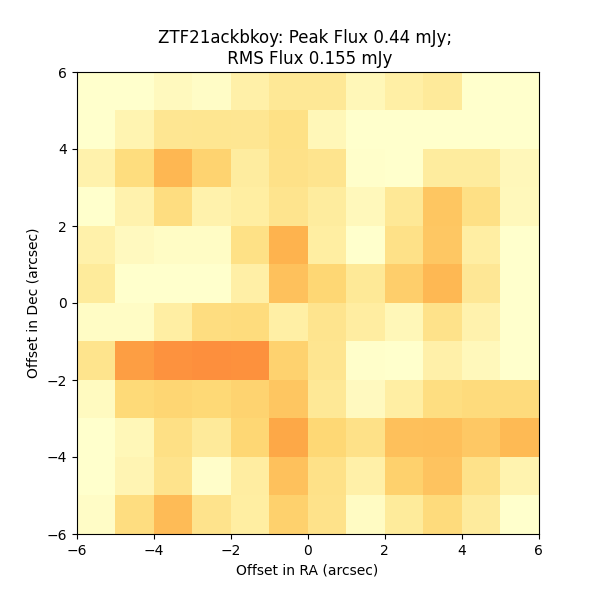 ZTF21ackbkoy: Peak Flux 0.44 mJy;
RMS Flux 0.155 mJy
6
4
2
0
−2
−4
−6
Offset in Dec (arcsec)
−6 −4 −2 0 2 4 6
Offset in RA (arcsec)